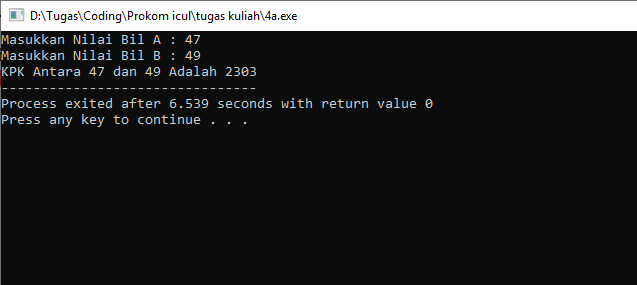 D:\Tugas\Coding\Prokom icul\tugas kuliah\4a.exe
Masukkan Nilai Bil A : 47
Masukkan Nilai Bil B : 49
KPK Antara 47 dan 49 Adalah 2303
--------------------------------
Process exited after 6.539 seconds with return value 0
Press any key to continue . . .